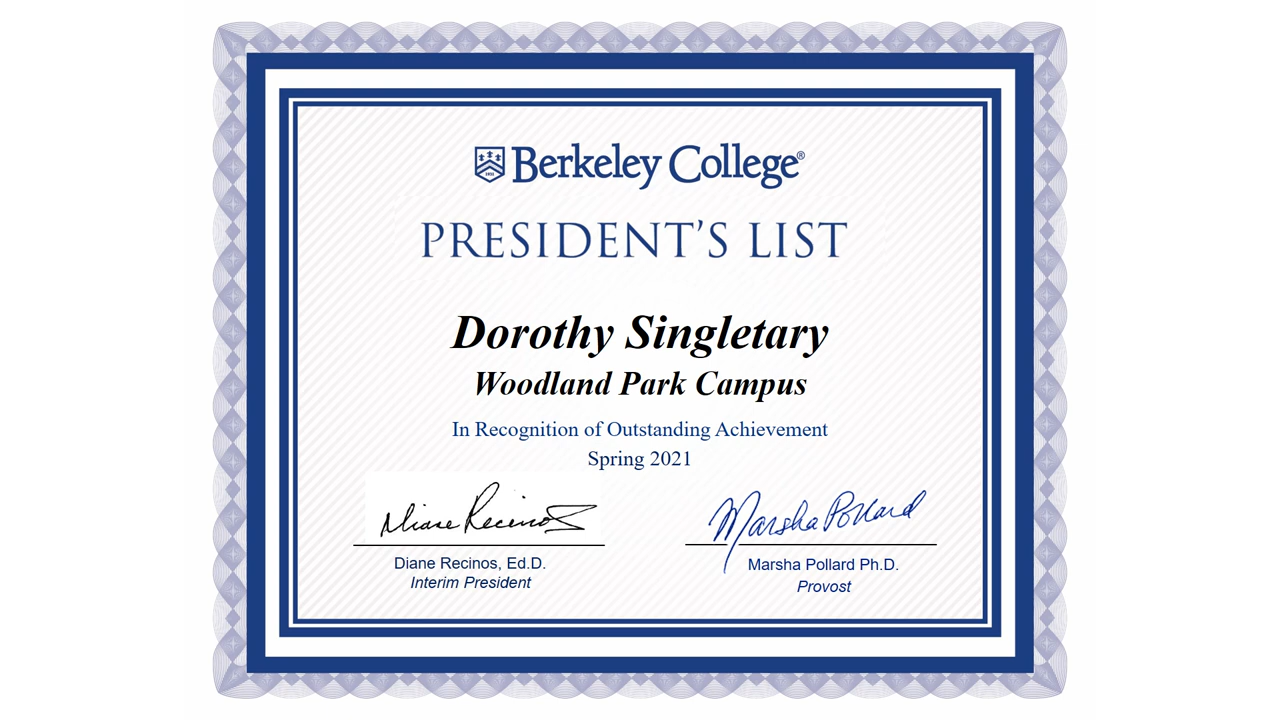 Berkeley College®
PRESIDENT'S LIST
Dorothy Singletary
Woodland Park Campus
In Recognition of Outstanding Achievement
Spring 2021
Diane Recinos
Marsha Pollard
Diane Recinos, Ed.D.
Marsha Pollard Ph.D.
Interim President
Provost